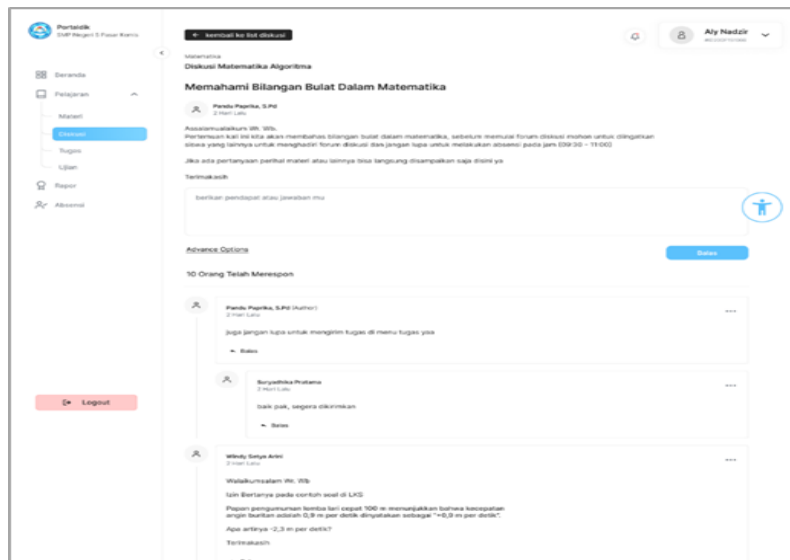 Portaldik
SMP Negeri 5 Pasar Kemis
← kembali ke list diskusi
Aly Nadzir
Matematika
Diskusi Matematika Algoritma
Memahami Bilangan Bulat Dalam Matematika
Pandu Paprika, S.Pd
2 Hari Lalu
Beranda
Pelajaran
Materi
Diskusi
Tugas
Ujian
Rapor
Absensi
Logout
Assalamualaikum Wr. Wb.
Pertemuan kali ini kita akan membahas bilangan bulat dalam matematika, sebelum memulai forum diskusi mohon untuk diingatkan
siswa yang lainnya untuk menghadiri forum diskusi dan jangan lupa untuk melakukan absensi pada jam (09:30 - 11:00)
Jika ada pertanyaan perihal materi atau lainnya bisa langsung disampaikan saja disini ya
Terimakasih
berikan pendapat atau jawaban mu
Advance Options
Balas
10 Orang Telah Merespon
Pandu Paprika, S.Pd (Author)
2 Hari Lalu
juga jangan lupa untuk mengirim tugas di menu tugas yaa
Balas
Suryadhika Pratama
2 Hari Lalu
baik pak, segera dikirimkan
Balas
Windy Setya Arini
2 Hari Lalu
Walaikumsalam Wr. Wb
Izin Bertanya pada contoh soal di LKS
Papan pengumuman lomba lari cepat 100 m menunjukkan bahwa kecepatan
angin buritan adalah 0,9 m per detik dinyatakan sebagai "+0,9 m per detik".
Apa artinya -2,3 m per detik?
Terimakasih